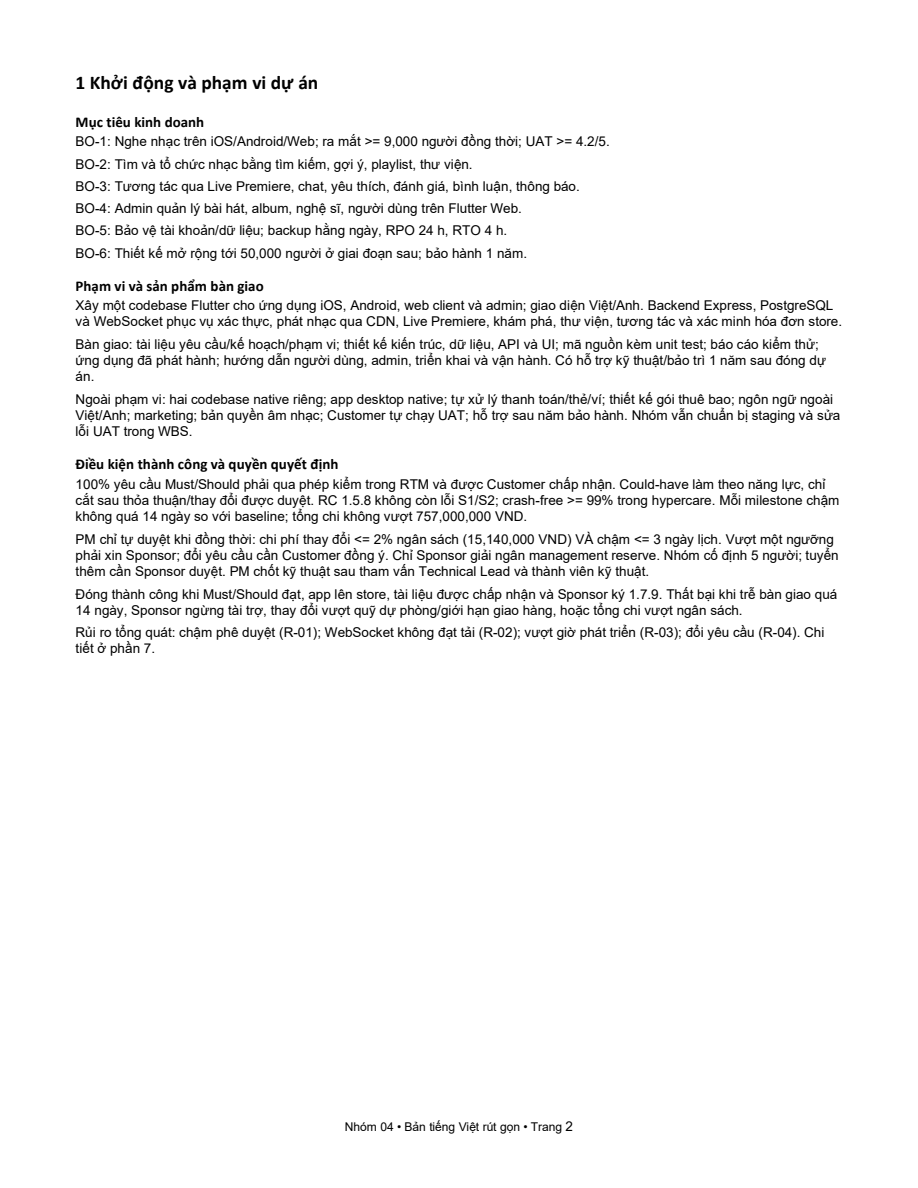 1 Khởi động và phạm vi dự án
Mục tiêu kinh doanh
BO-1: Nghe nhạc trên iOS/Android/Web; ra mắt >= 9,000 người đồng thời; UAT >= 4.2/5.
BO-2: Tìm và tổ chức nhạc bằng tìm kiếm, gợi ý, playlist, thư viện.
BO-3: Tương tác qua Live Premiere, chat, yêu thích, đánh giá, bình luận, thông báo.
BO-4: Admin quản lý bài hát, album, nghệ sĩ, người dùng trên Flutter Web.
BO-5: Bảo vệ tài khoản/dữ liệu; backup hằng ngày, RPO 24 h, RTO 4 h.
BO-6: Thiết kế mở rộng tới 50,000 người ở giai đoạn sau; bảo hành 1 năm.
Phạm vi và sản phẩm bàn giao
Xây một codebase Flutter cho ứng dụng iOS, Android, web client và admin; giao diện Việt/Anh. Backend Express, PostgreSQL
và WebSocket phục vụ xác thực, phát nhạc qua CDN, Live Premiere, khám phá, thư viện, tương tác và xác minh hóa đơn store.
Bàn giao: tài liệu yêu cầu/kế hoạch/phạm vi; thiết kế kiến trúc, dữ liệu, API và UI; mã nguồn kèm unit test; báo cáo kiểm thử;
ứng dụng đã phát hành; hướng dẫn người dùng, admin, triển khai và vận hành. Có hỗ trợ kỹ thuật/bảo trì 1 năm sau đóng dự
án.
Ngoài phạm vi: hai codebase native riêng; app desktop native; tự xử lý thanh toán/thẻ/ví; thiết kế gói thuê bao; ngôn ngữ ngoài
Việt/Anh; marketing; bản quyền âm nhạc; Customer tự chạy UAT; hỗ trợ sau năm bảo hành. Nhóm vẫn chuẩn bị staging và sửa
lỗi UAT trong WBS.
Điều kiện thành công và quyền quyết định
100% yêu cầu Must/Should phải qua phép kiểm trong RTM và được Customer chấp nhận. Could-have làm theo năng lực, chỉ
cắt sau thỏa thuận/thay đổi được duyệt. RC 1.5.8 không còn lỗi S1/S2; crash-free >= 99% trong hypercare. Mỗi milestone chậm
không quá 14 ngày so với baseline; tổng chi không vượt 757,000,000 VND.
PM chỉ tự duyệt khi đồng thời: chi phí thay đổi <= 2% ngân sách (15,140,000 VND) VÀ chậm <= 3 ngày lịch. Vượt một ngưỡng
phải xin Sponsor; đổi yêu cầu cần Customer đồng ý. Chỉ Sponsor giải ngân management reserve. Nhóm cố định 5 người; tuyển
thêm cần Sponsor duyệt. PM chốt kỹ thuật sau tham vấn Technical Lead và thành viên kỹ thuật.
Đóng thành công khi Must/Should đạt, app lên store, tài liệu được chấp nhận và Sponsor ký 1.7.9. Thất bại khi trễ bàn giao quá
14 ngày, Sponsor ngừng tài trợ, thay đổi vượt quỹ dự phòng/giới hạn giao hàng, hoặc tổng chi vượt ngân sách.
Rủi ro tổng quát: chậm phê duyệt (R-01); WebSocket không đạt tải (R-02); vượt giờ phát triển (R-03); đổi yêu cầu (R-04). Chi
tiết ở phần 7.
Nhóm 04 • Bản tiếng Việt rút gọn • Trang 2